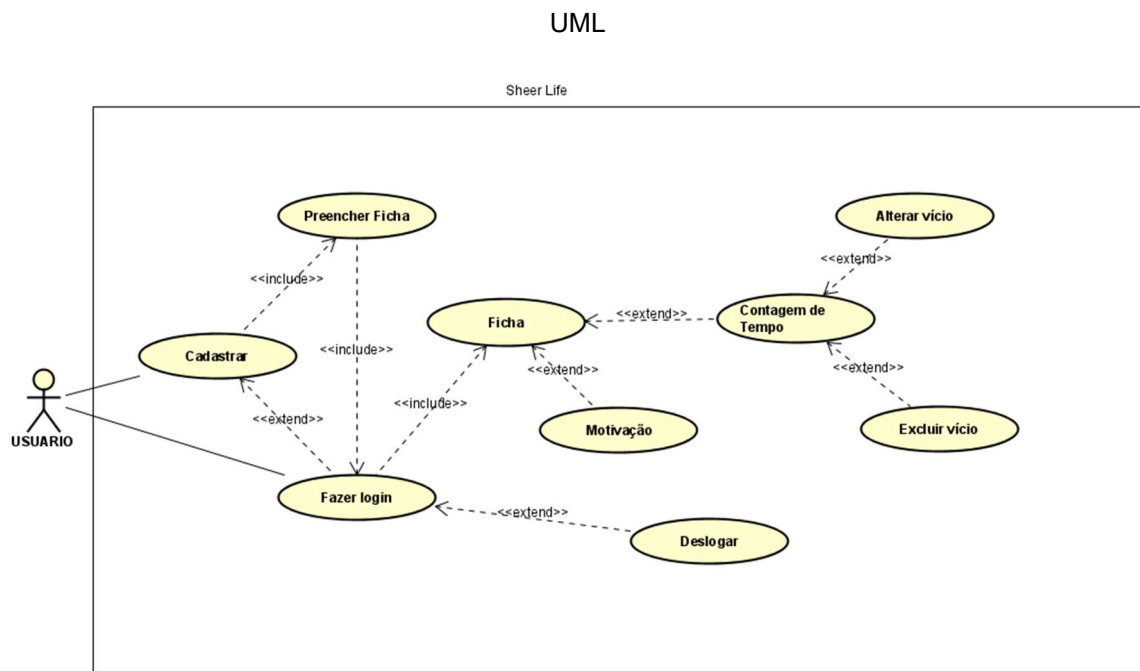 UML
Sheer Life
Preencher Ficha
Alterar vício
<<extend>>
<<include>>
Ficha
<<extend>>
Contagem de
Tempo
<<include>>
Cadastrar
<<extend>>
<<extend>>
<<include>>
<<extend>>
Motivação
Excluir vício
USUARIO
Fazer login
<<extend>>
Deslogar